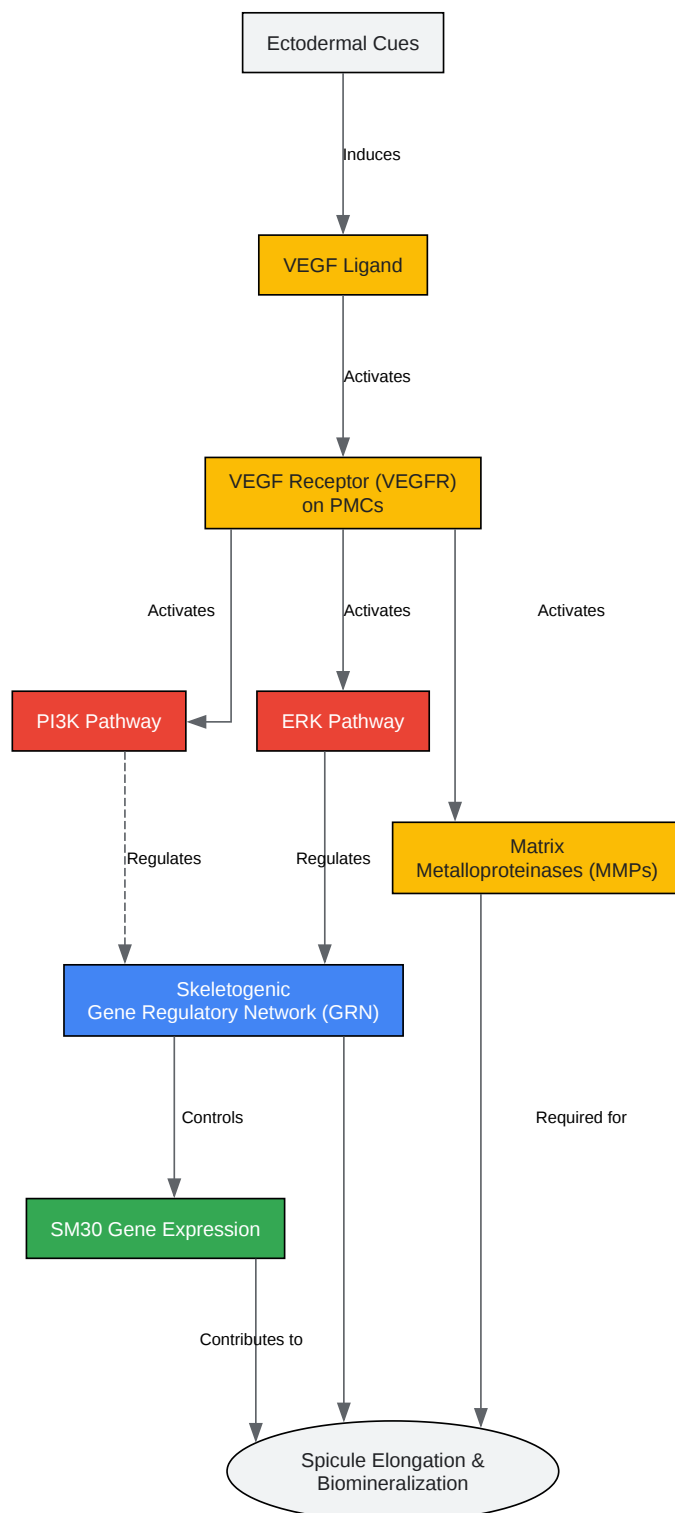 Ectodermal Cues
Induces
VEGF Ligand
Activates
VEGF Receptor (VEGFR)
on PMCs
Activates
Activates
Activates
PI3K Pathway
ERK Pathway
Matrix
Metalloproteinases (MMPs)
Regulates
Regulates
Skeletogenic
Gene Regulatory Network (GRN)
Controls
Required for
SM30 Gene Expression
Contributes to
Spicule Elongation &
Biomineralization